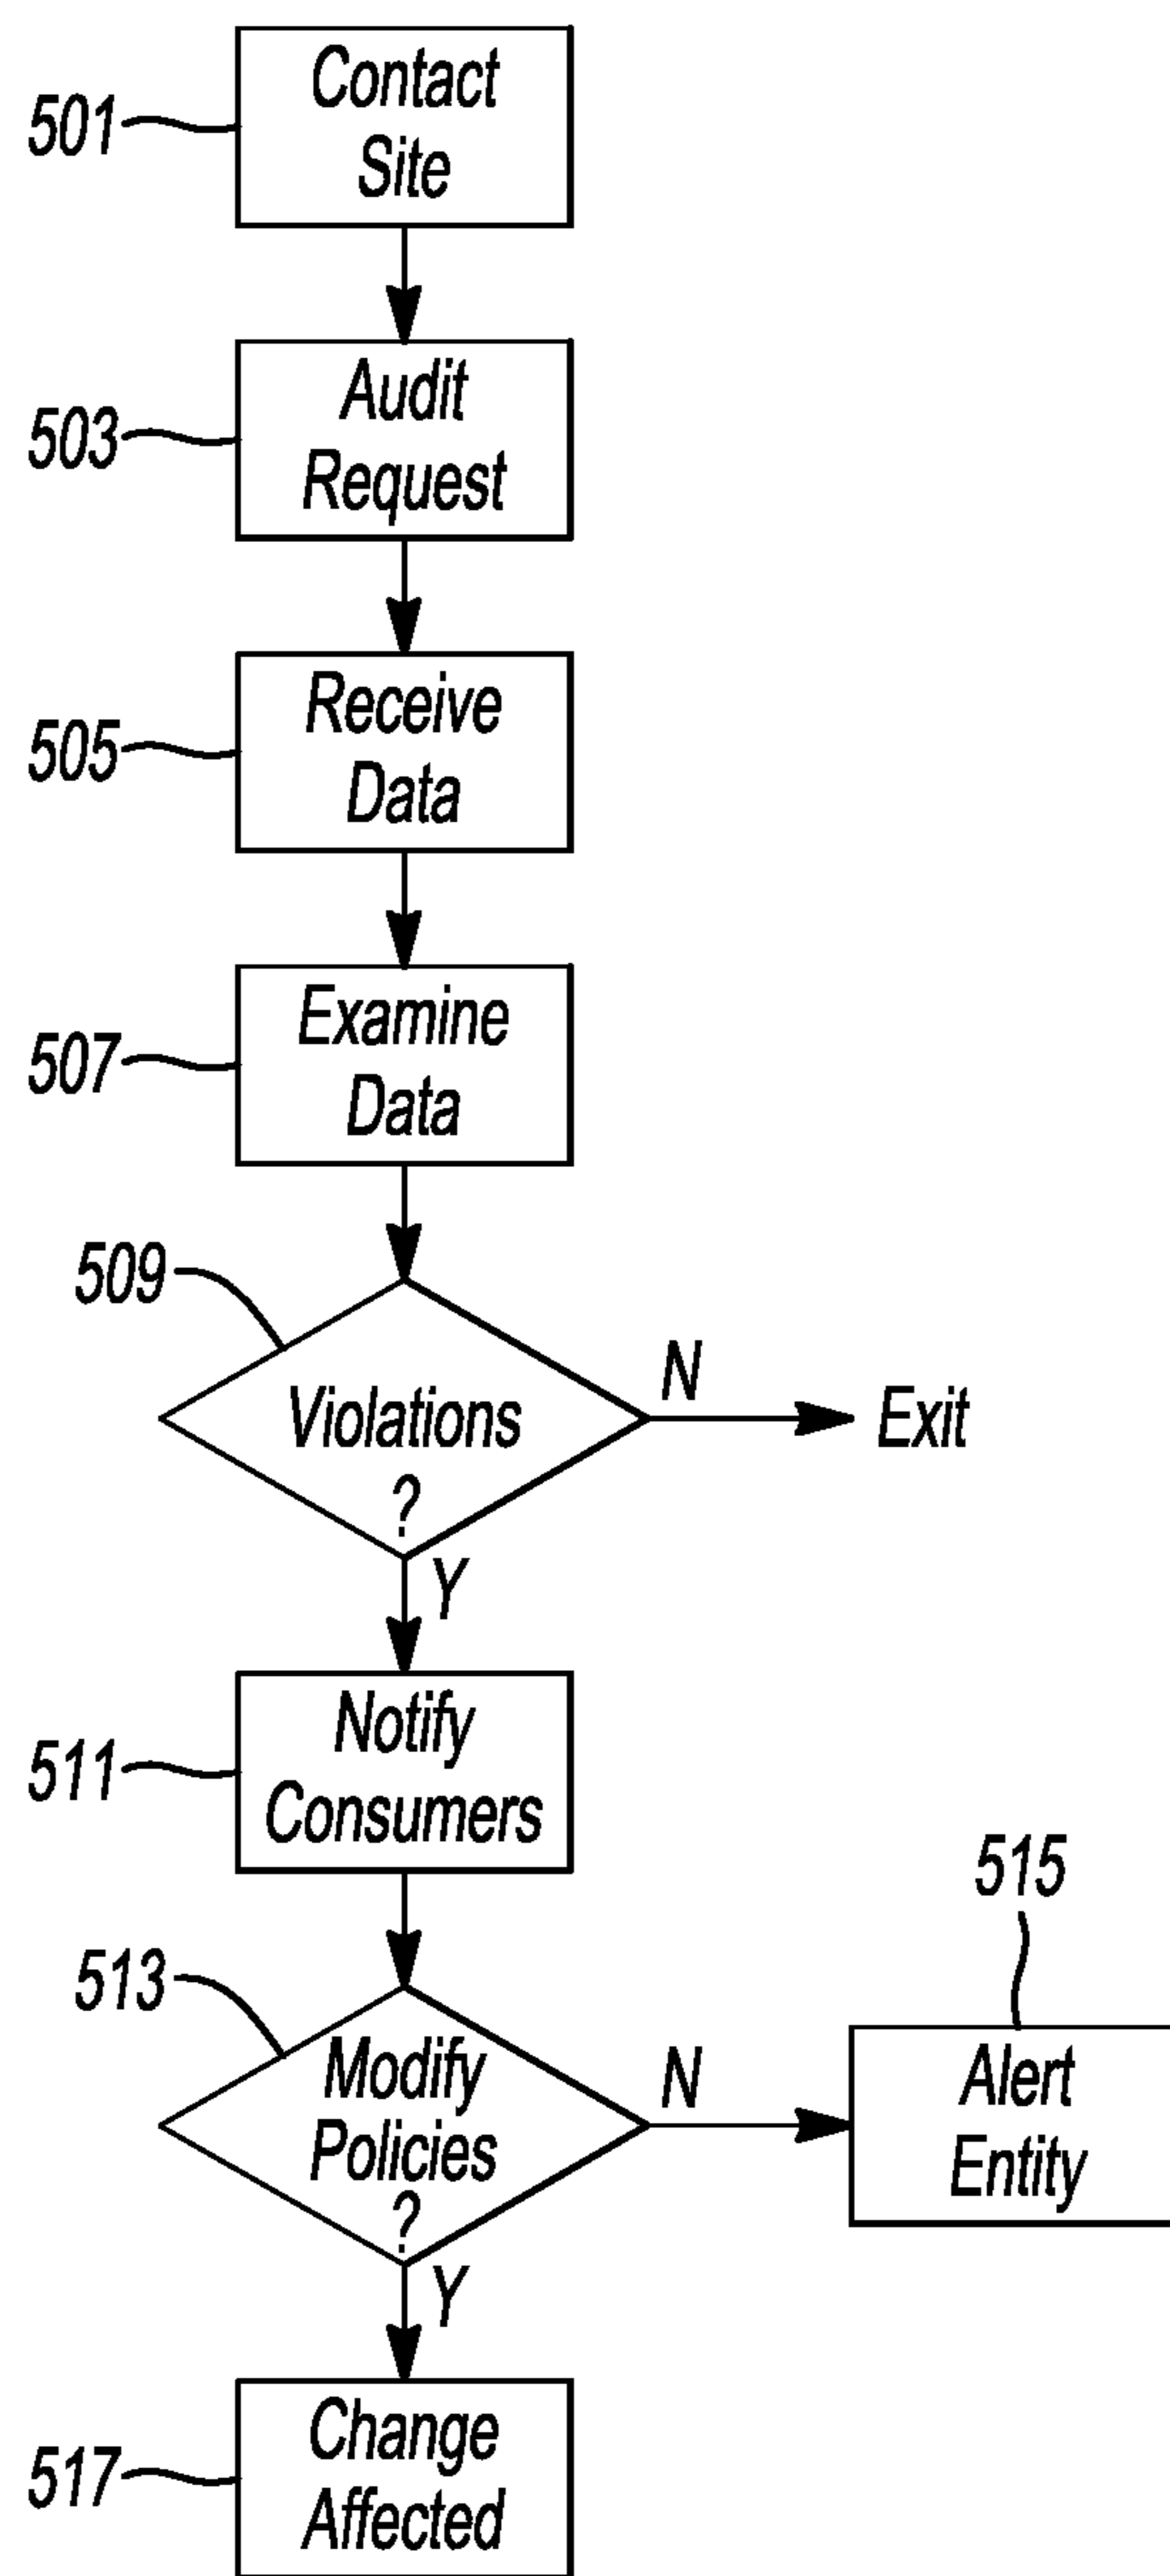 501
Contact
Site
503
Audit
Request
505
Receive
Data
507
Examine
Data
509
Violations
?
N
Exit
Y
511
Notify
Consumers
513
Modify
Policies
?
N
515
Alert
Entity
Y
517
Change
Affected